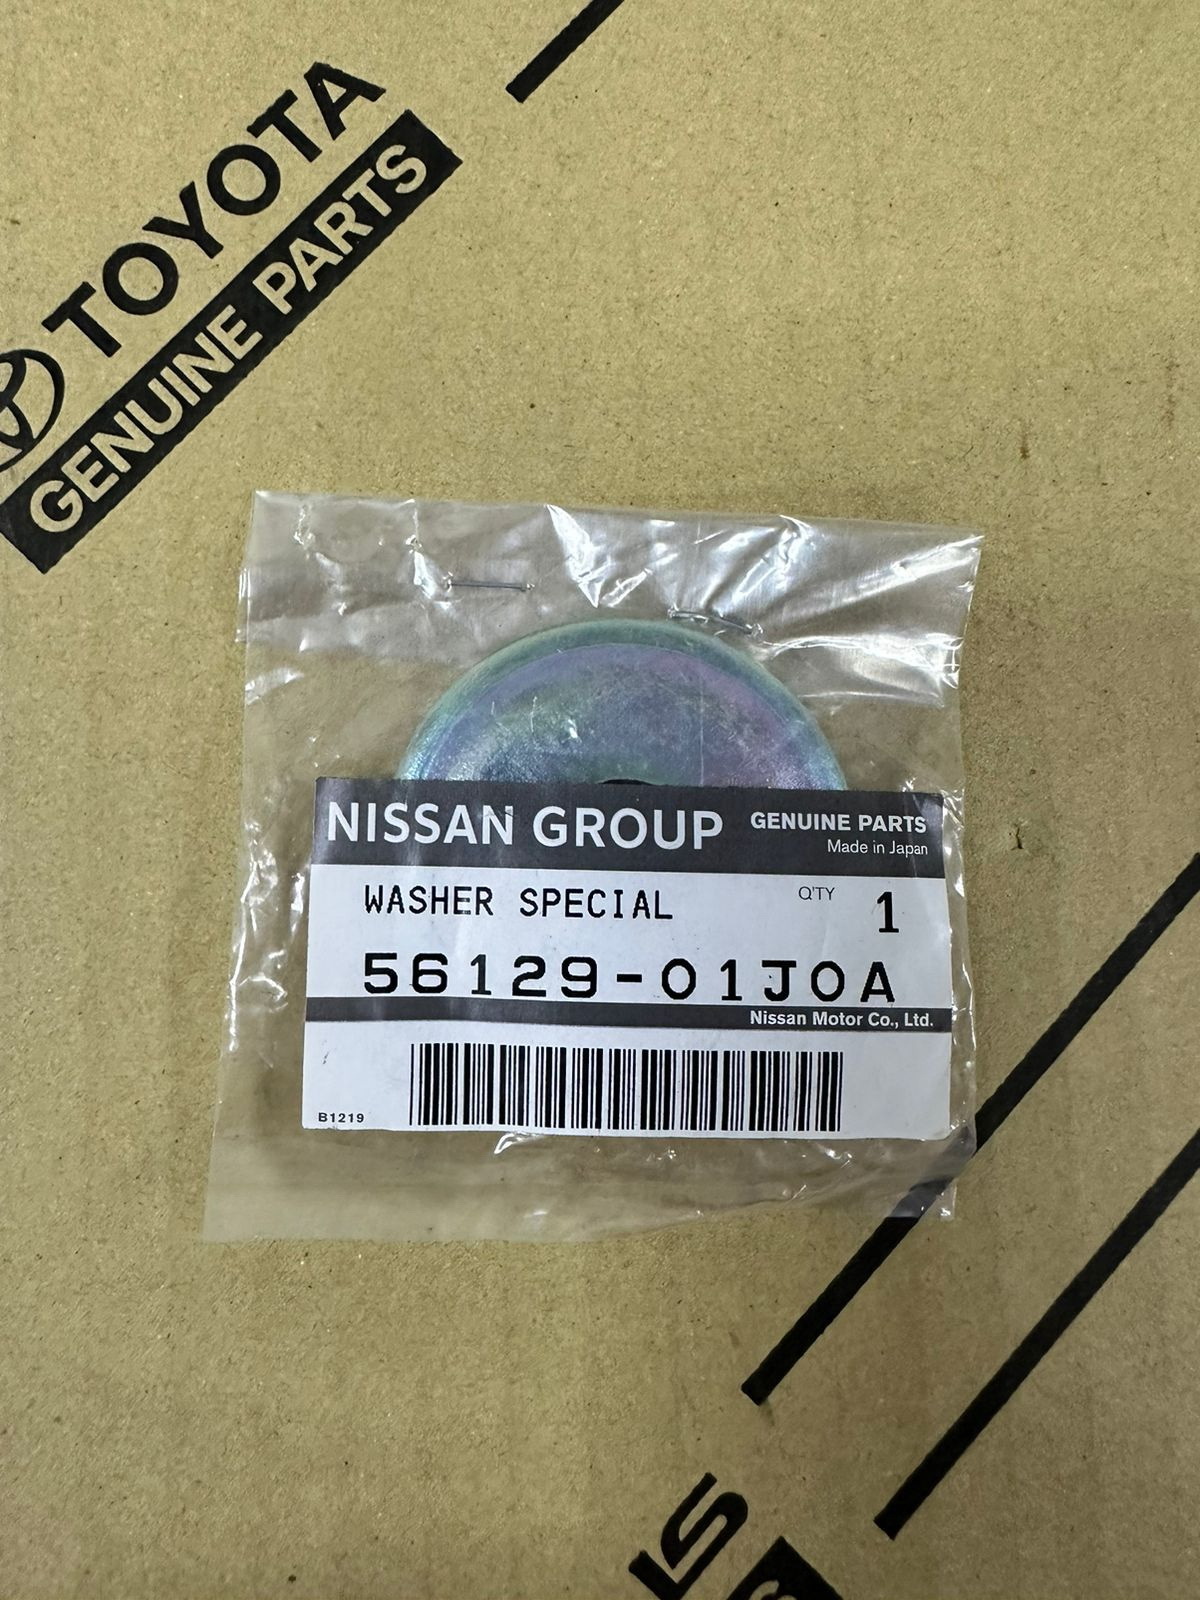 TOYOTA
GENUINE PARTS
NISSAN GROUP
GENUINE PARTS
Made in Japan
WASHER SPECIAL
Q'TY 1
56129-01J0A
Nissan Motor Co., Ltd.
B1219